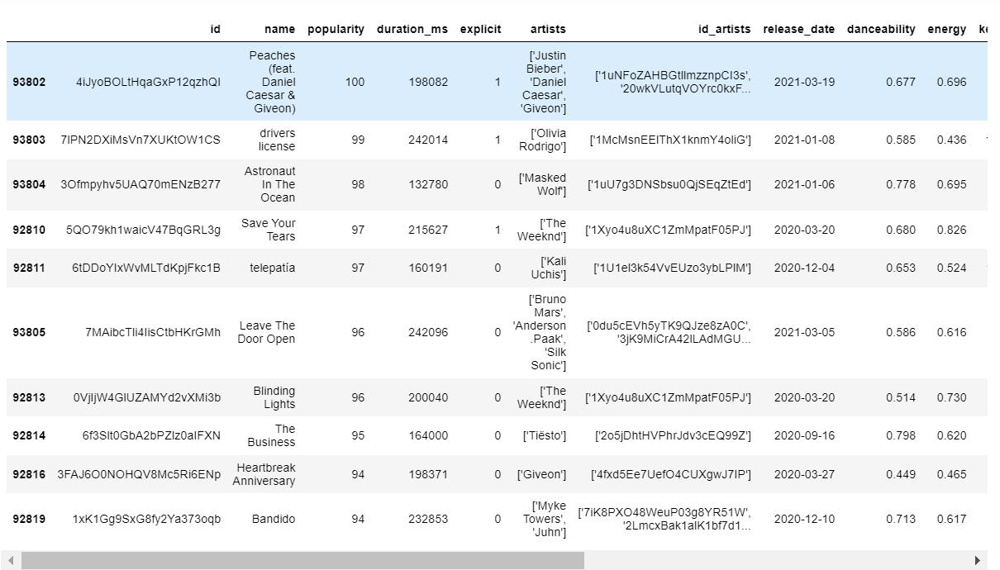 id name popularity duration_ms explicit artists id_artists release_date danceability energy
93802 4iJyoBOLtHqaGxP12qzhQI Peaches (feat. Daniel Caesar & Giveon) 100 198082 1 ['Justin Bieber', 'Daniel Caesar', 'Giveon'] ['1uNFoZAHBGtllmzznpCI3s', '20wkVLutqVOYrc0kxF... 2021-03-19 0.677 0.696
93803 7lPN2DXiMsVn7XUKtOW1CS drivers license 99 242014 1 ['Olivia Rodrigo'] ['1McMsnEElThX1knmY4oliG'] 2021-01-08 0.585 0.436
93804 3Ofmpyhv5UAQ70mENzB277 Astronaut In The Ocean 98 132780 0 ['Masked Wolf'] ['1uU7g3DNSbsu0QjSEqZtEd'] 2021-01-06 0.778 0.695
92810 5QO79kh1waicV47BqGRL3g Save Your Tears 97 215627 1 ['The Weeknd'] ['1Xyo4u8uXC1ZmMpatF05PJ'] 2020-03-20 0.680 0.826
92811 6tDDoYIxWvMLTdKpjFkc1B telepatía 97 160191 0 ['Kali Uchis'] ['1U1el3k54VvEUzo3ybLPlM'] 2020-12-04 0.653 0.524
93805 7MAibcTli4IisCtbHKrGMh Leave The Door Open 96 242096 0 ['Bruno Mars', 'Anderson .Paak', 'Silk Sonic'] ['0du5cEVh5yTK9QJze8zA0C', '3jK9MiCrA42lLAdMGU... 2021-03-05 0.586 0.616
92813 0VjIjW4GlUZAMYd2vXMi3b Blinding Lights 96 200040 0 ['The Weeknd'] ['1Xyo4u8uXC1ZmMpatF05PJ'] 2020-03-20 0.514 0.730
92814 6f3Slt0GbA2bPZlz0aIFXN The Business 95 164000 0 ['Tiësto'] ['2o5jDhtHVPhrJdv3cEQ99Z'] 2020-09-16 0.798 0.620
92816 3FAJ6O0NOHQV8Mc5Ri6ENp Heartbreak Anniversary 94 198371 0 ['Giveon'] ['4fxd5Ee7UefO4CUXgwJ7IP'] 2020-03-27 0.449 0.465
92819 1xK1Gg9SxG8fy2Ya373oqb Bandido 94 232853 0 ['Myke Towers', 'Juhn'] ['7iK8PXO48WeuP03g8YR51W', '2LmcxBak1alK1bf7d1... 2020-12-10 0.713 0.617